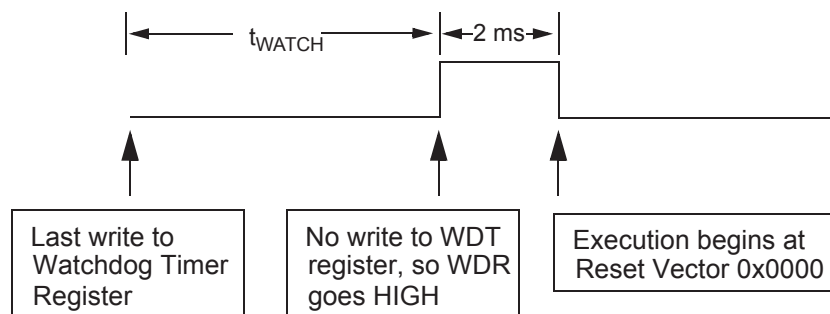 t_WATCH
2 ms
Last write to
Watchdog Timer
Register
No write to WDT
register, so WDR
goes HIGH
Execution begins at
Reset Vector 0x0000